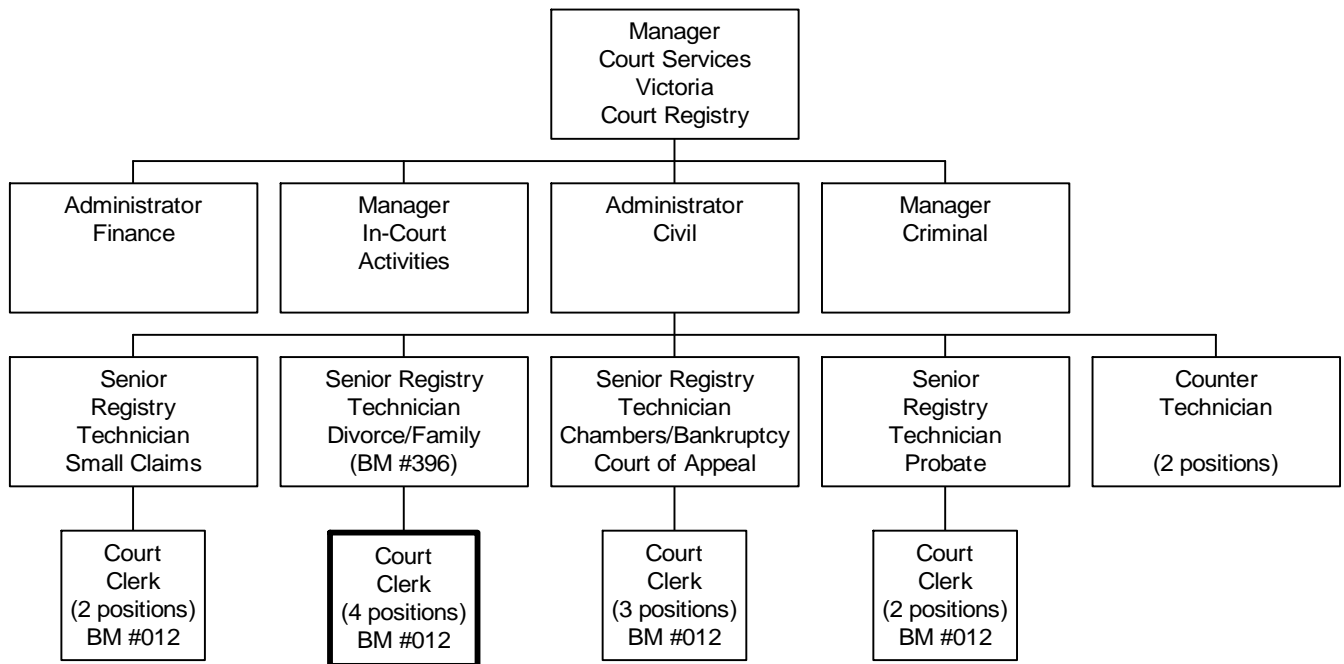 Manager
Court Services
Victoria
Court Registry
Administrator
Finance
Manager
In-Court
Activities
Administrator
Civil
Manager
Criminal
Senior
Registry
Technician
Small Claims
Senior Registry
Technician
Divorce/Family
(BM #396)
Senior Registry
Technician
Chambers/Bankruptcy
Court of Appeal
Senior
Registry
Technician
Probate
Counter
Technician
(2 positions)
Court
Clerk
(2 positions)
BM #012
Court
Clerk
(4 positions)
BM #012
Court
Clerk
(3 positions)
BM #012
Court
Clerk
(2 positions)
BM #012